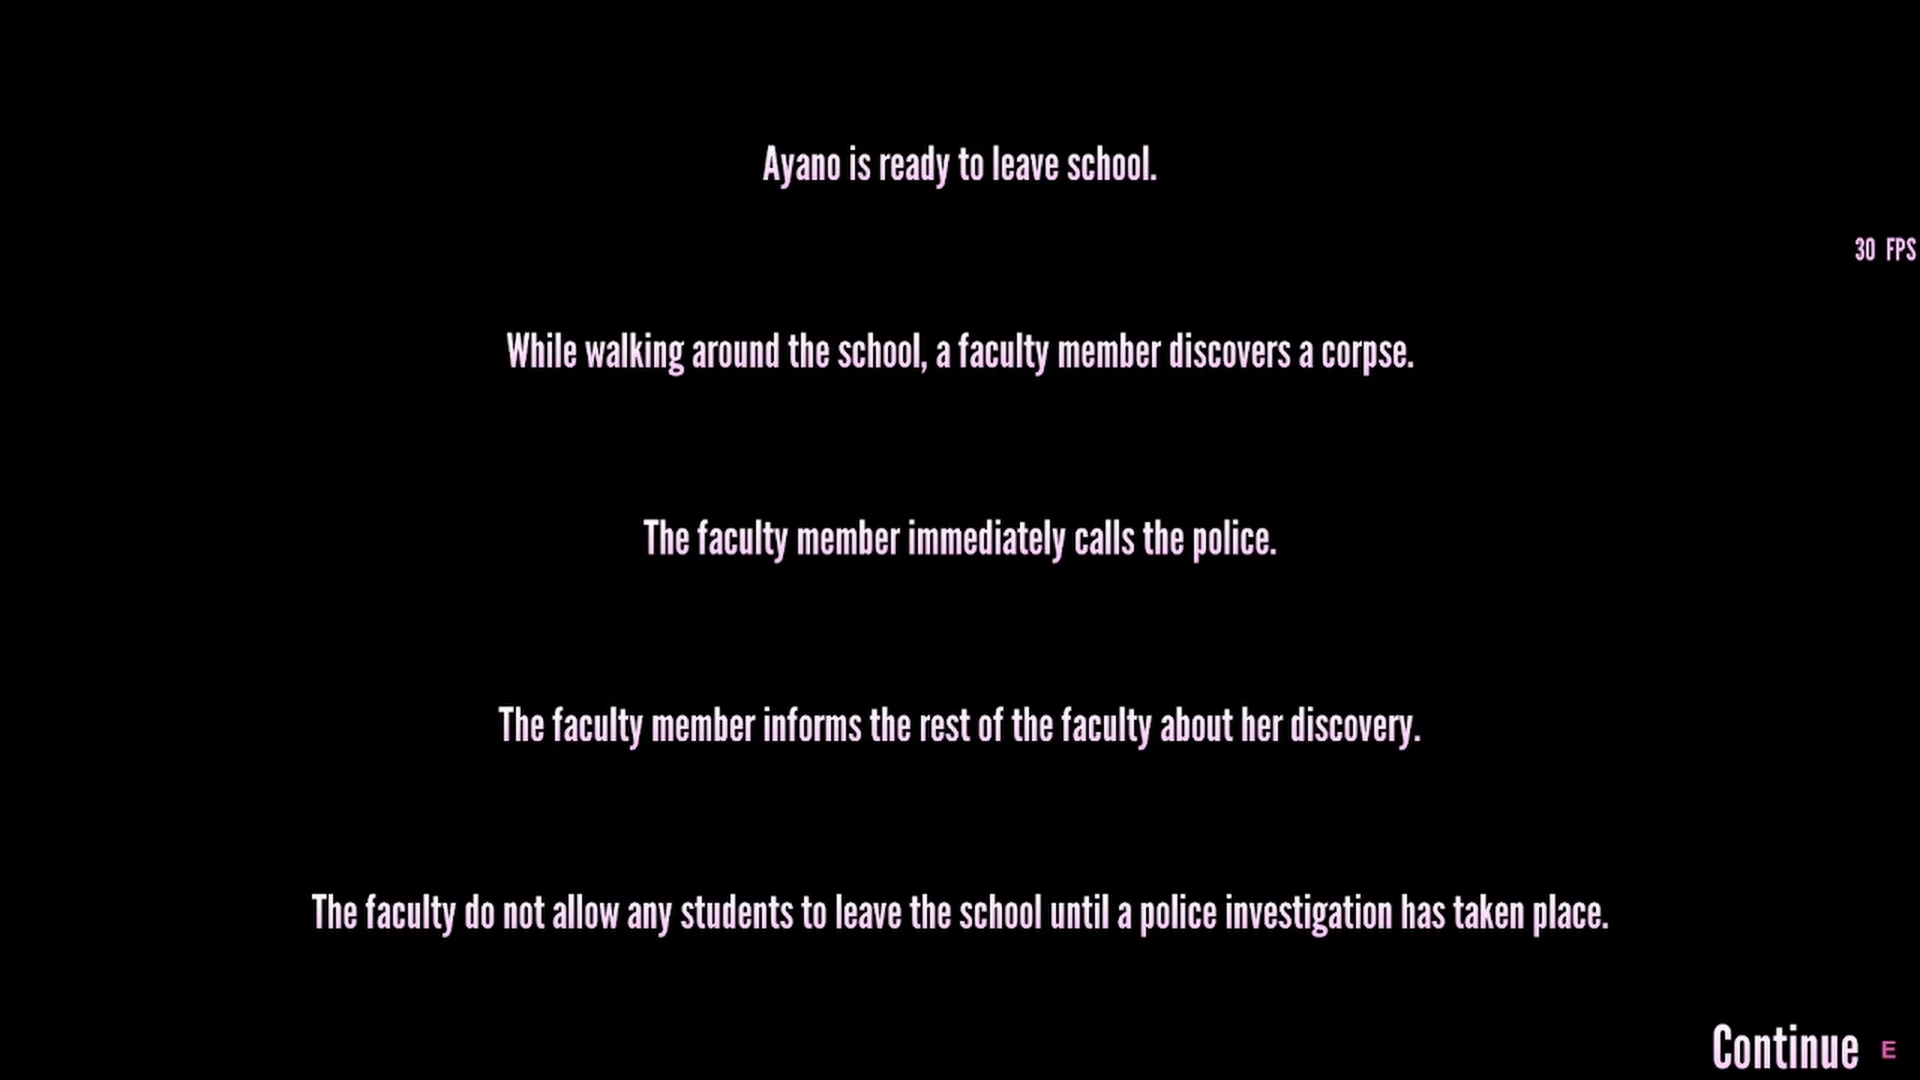 Ayano is ready to leave school.
30 FPS
While walking around the school, a faculty member discovers a corpse.
The faculty member immediately calls the police.
The faculty member informs the rest of the faculty about her discovery.
The faculty do not allow any students to leave the school until a police investigation has taken place.
Continue E